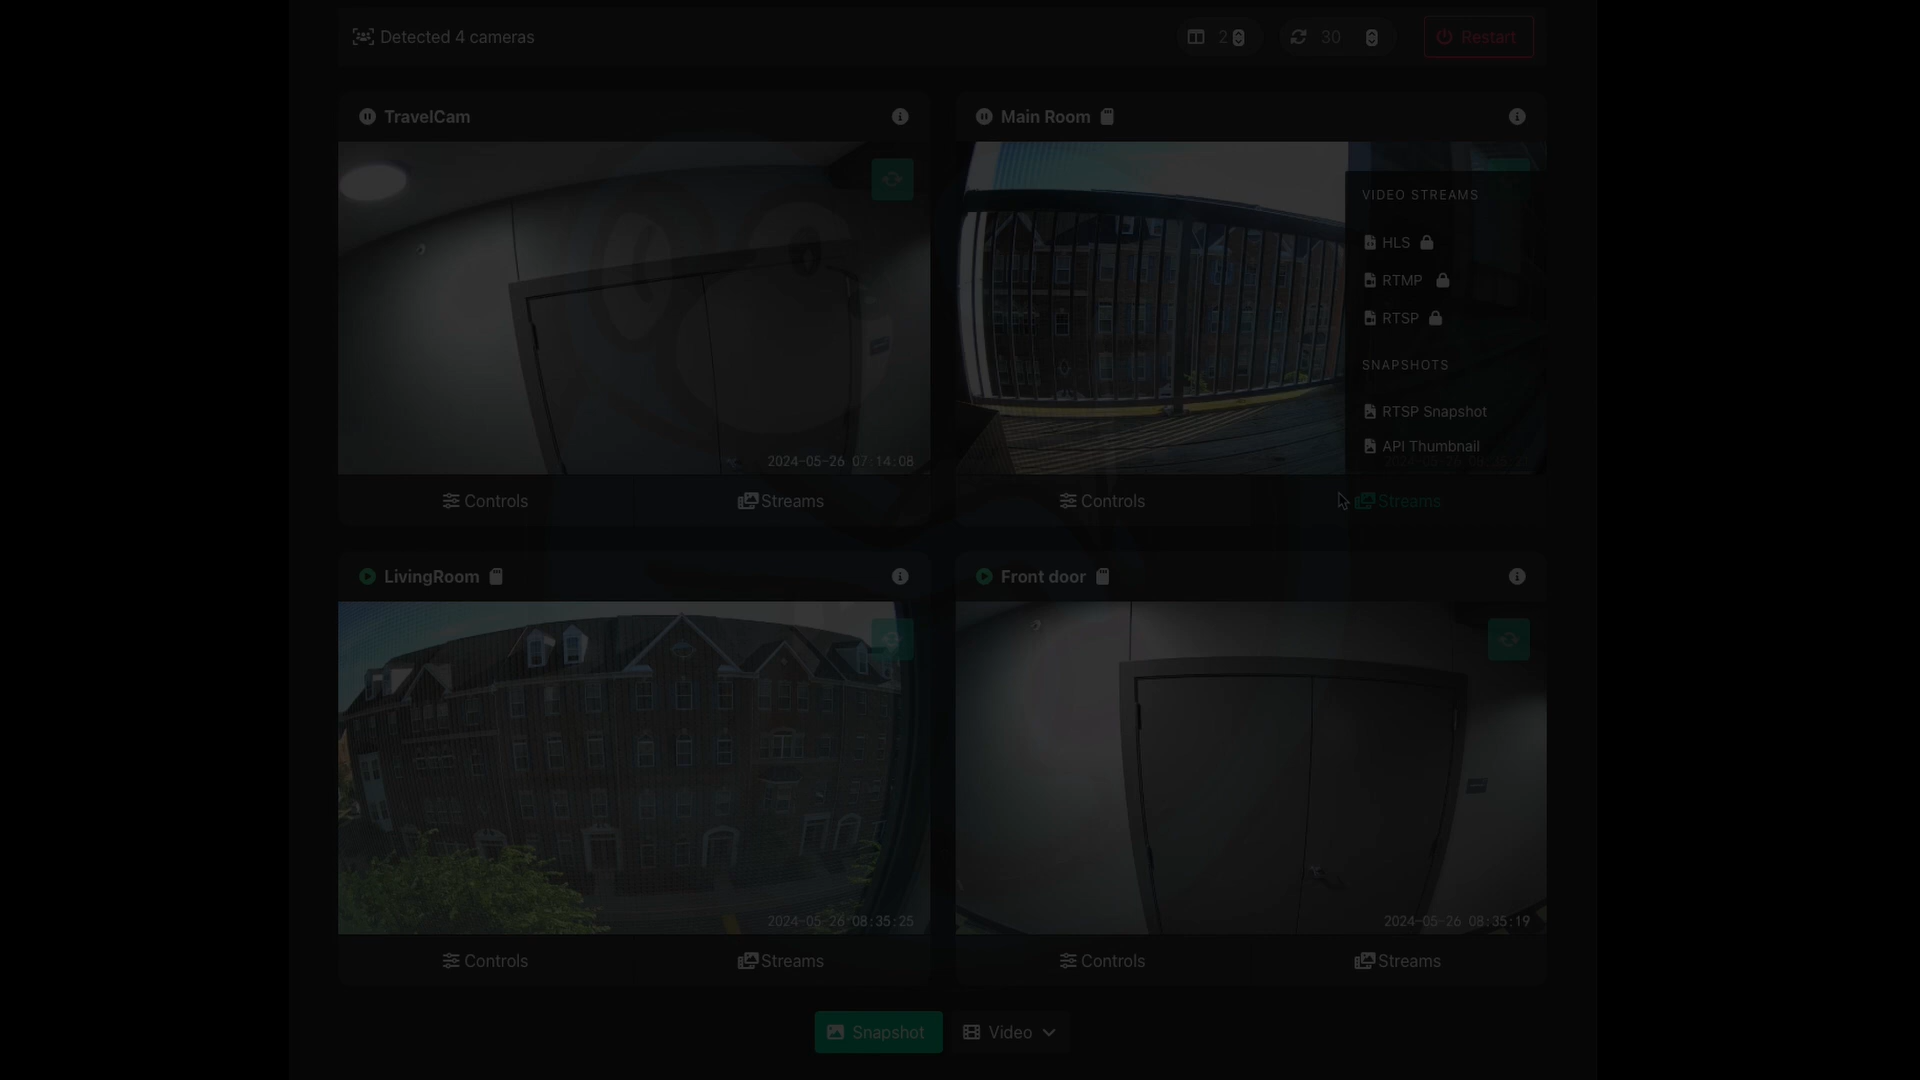 Detected 4 cameras
2
30
Restart
TravelCam
2024-05-26 07:14:08
Controls
Streams
Main Room
VIDEO STREAMS
HLS
RTMP
RTSP
SNAPSHOTS
RTSP Snapshot
API Thumbnail
Controls
Streams
LivingRoom
2024-05-26 08:35:25
Controls
Streams
Front door
2024-05-26 08:35:19
Controls
Streams
Snapshot
Video